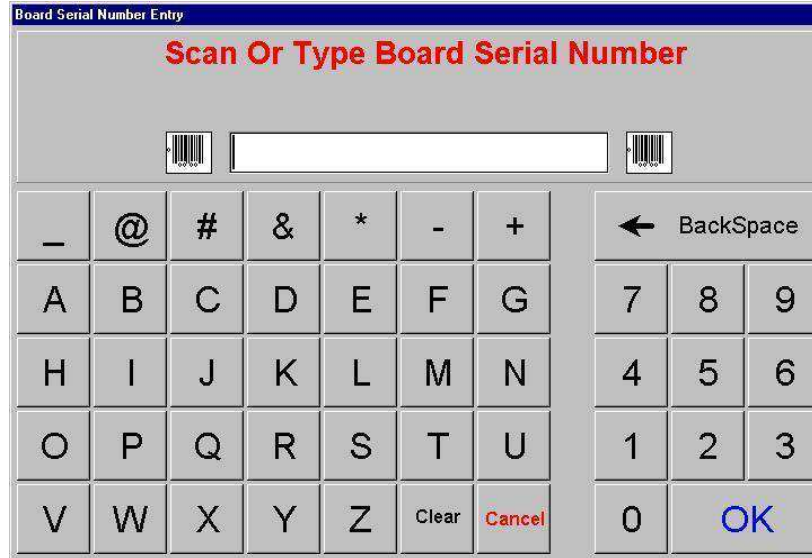 Board Serial Number Entry
Scan Or Type Board Serial Number
_ @ # & * - + BackSpace
A B C D E F G 7 8 9
H I J K L M N 4 5 6
O P Q R S T U 1 2 3
V W X Y Z Clear Cancel 0 OK